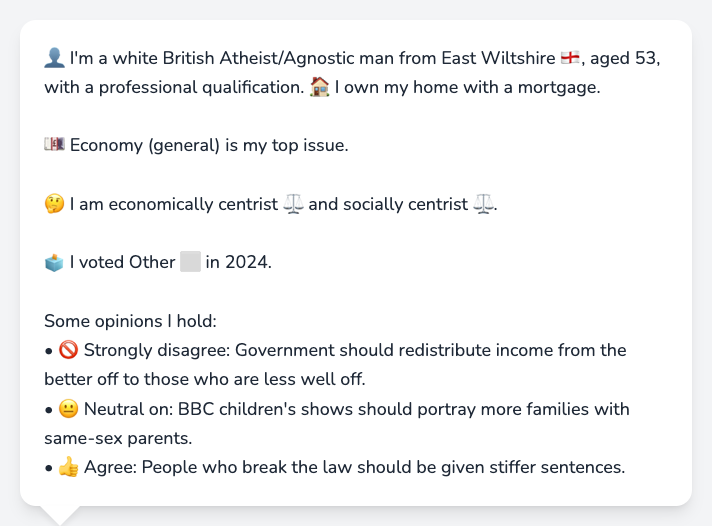 👤 I'm a white British Atheist/Agnostic man from East Wiltshire 🏴󠁧󠁢󠁥󠁮󠁧󠁿, aged 53,
with a professional qualification. 🏠 I own my home with a mortgage.
💷 Economy (general) is my top issue.
🤔 I am economically centrist ⚖️ and socially centrist ⚖️.
🗳️ I voted Other ⬜ in 2024.
Some opinions I hold:
• 🚫 Strongly disagree: Government should redistribute income from the
better off to those who are less well off.
• 😐 Neutral on: BBC children's shows should portray more families with
same-sex parents.
• 👍 Agree: People who break the law should be given stiffer sentences.